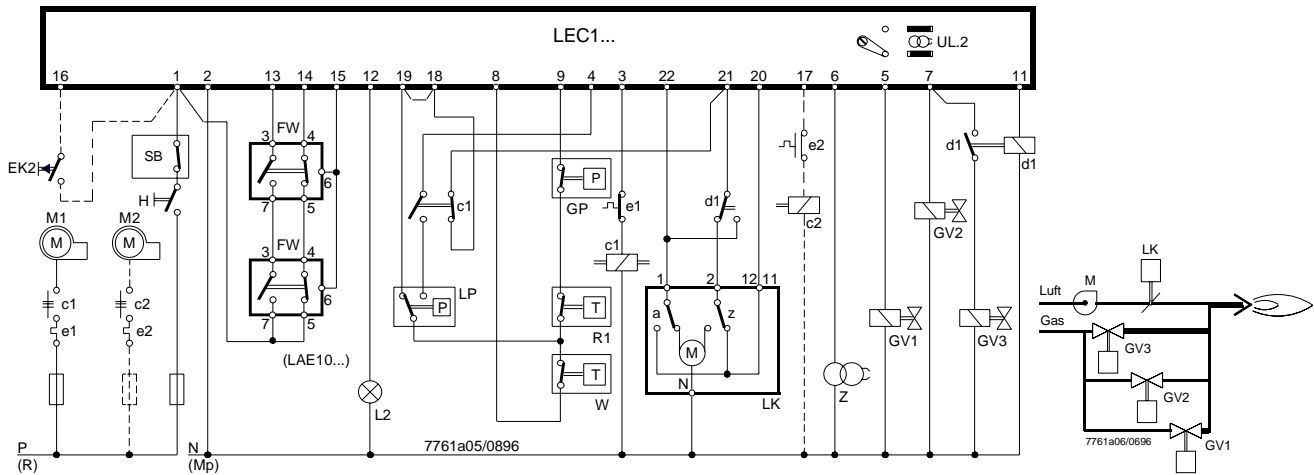 LEC1...
UL.2
16 1 2 13 14 15 12 19 18 8 9 4 3 22 21 20 17 6 5 7 11
3 FW 4
SB
EK2
6
P
GP
e1
e2
d1
d1
H
7 5
c1
d1
c2
GV2
M1 M2
M M
3 FW 4
c1
1 2 12 11
LK
c1 c2
6
LP
P
T
R1
a z
M
GV1
GV3
Luft
M
Gas
GV3
e1 e2
7 5
(LAE10...)
T
W
N
LK
Z
GV2
L2
P
(R)
N
(Mp)
7761a05/0896
7761a06/0696
GV1